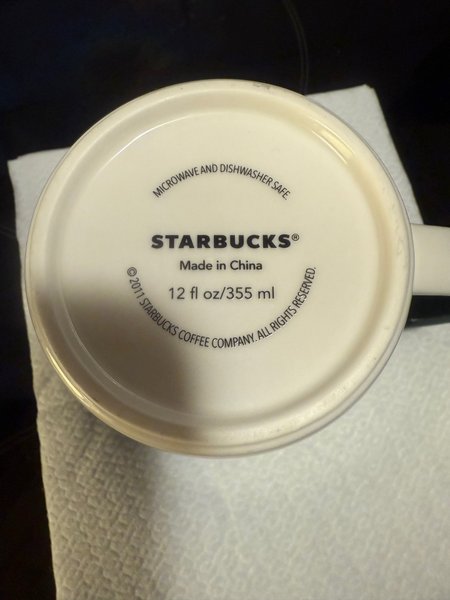 MICROWAVE AND DISHWASHER SAFE.
STARBUCKS®
Made in China
12 fl oz/355 ml
© 2011 STARBUCKS COFFEE COMPANY. ALL RIGHTS RESERVED.